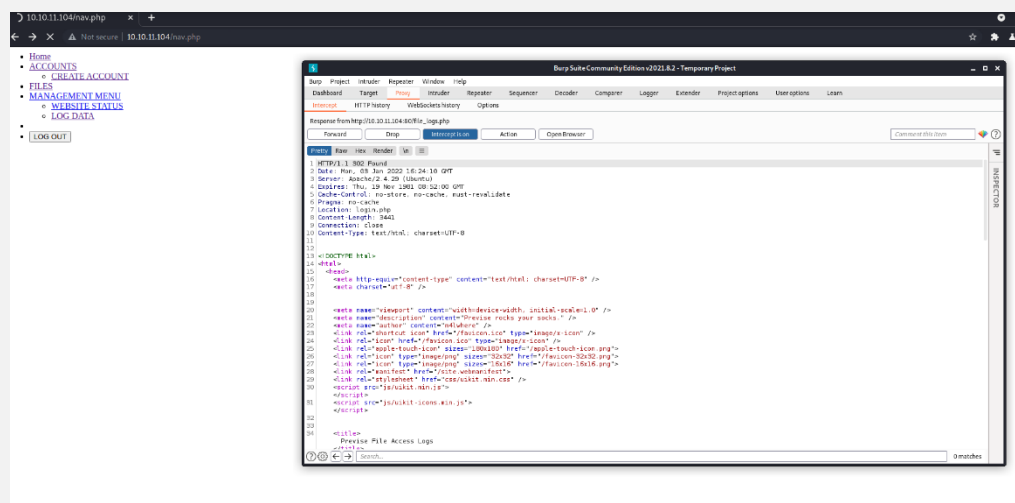 10.10.11.104/nav.php
Not secure | 10.10.11.104/nav.php
Home
ACCOUNTS
CREATE ACCOUNT
FILES
MANAGEMENT MENU
WEBSITE STATUS
LOG DATA
LOG OUT
Burp Suite Community Edition v2021.8.2 - Temporary Project
Burp Project Intruder Repeater Window Help
Dashboard Target Proxy Intruder Repeater Sequencer Decoder Comparer Logger Extender Project options User options Learn
Intercept HTTP history WebSockets history Options
Response from http://10.10.11.104:80/file_logs.php
Forward Drop Intercept is on Action Open Browser Comment this item
Pretty Raw Hex Render \n
INSPECTOR
1 HTTP/1.1 302 Found
2 Date: Mon, 03 Jan 2022 16:24:10 GMT
3 Server: Apache/2.4.29 (Ubuntu)
4 Expires: Thu, 19 Nov 1981 08:52:00 GMT
5 Cache-Control: no-store, no-cache, must-revalidate
6 Pragma: no-cache
7 Location: login.php
8 Content-Length: 3441
9 Connection: close
10 Content-Type: text/html; charset=UTF-8
11
12
13 <!DOCTYPE html>
14 <html>
15 <head>
16 <meta http-equiv="content-type" content="text/html; charset=UTF-8" />
17 <meta charset="utf-8" />
18
19
20 <meta name="viewport" content="width=device-width, initial-scale=1.0" />
21 <meta name="description" content="Previse rocks your socks." />
22 <meta name="author" content="m4lwhere" />
23 <link rel="shortcut icon" href="/favicon.ico" type="image/x-icon" />
24 <link rel="icon" href="/favicon.ico" type="image/x-icon" />
25 <link rel="apple-touch-icon" sizes="180x180" href="/apple-touch-icon.png">
26 <link rel="icon" type="image/png" sizes="32x32" href="/favicon-32x32.png">
27 <link rel="icon" type="image/png" sizes="16x16" href="/favicon-16x16.png">
28 <link rel="manifest" href="/site.webmanifest">
29 <link rel="stylesheet" href="css/uikit.min.css" />
30 <script src="js/uikit.min.js">
</script>
31 <script src="js/uikit-icons.min.js">
</script>
32
33
34 <title>
Previse File Access Logs
</title>
Search...
0 matches